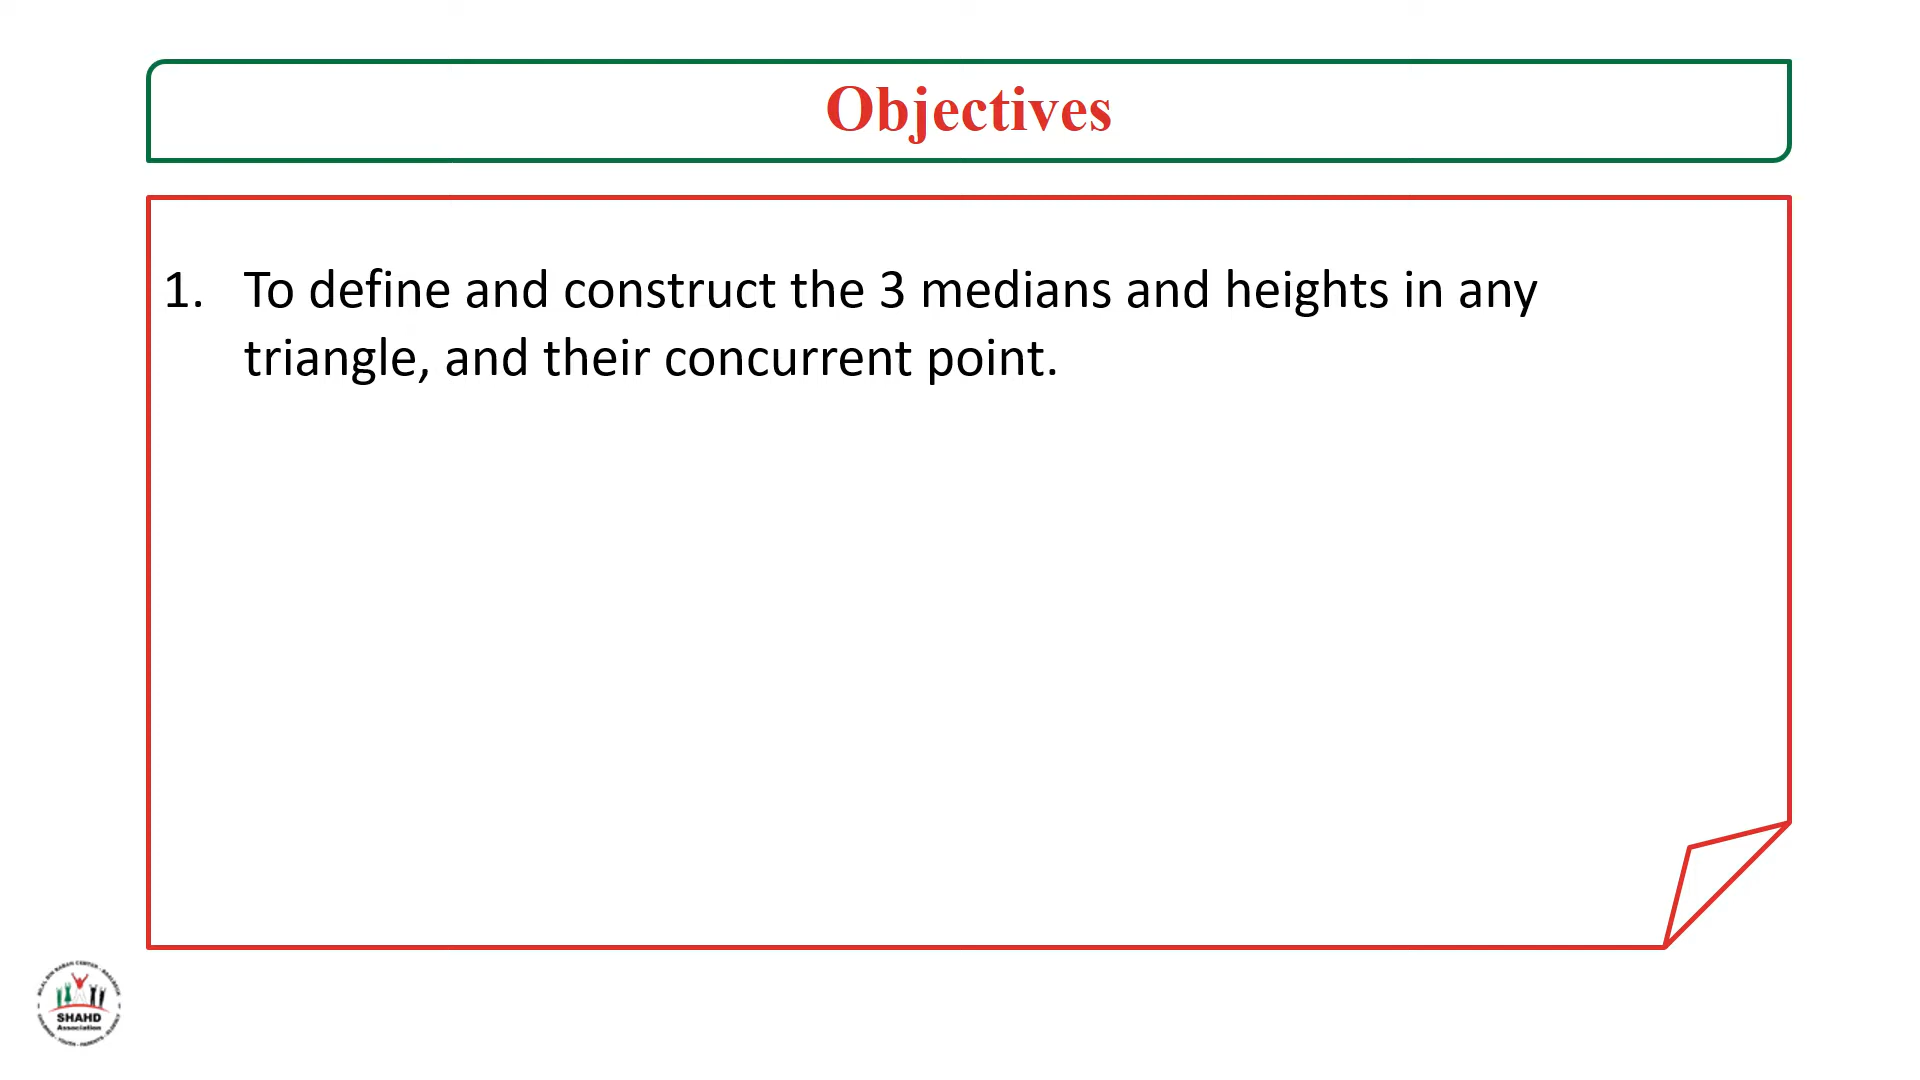 Objectives
1. To define and construct the 3 medians and heights in any
triangle, and their concurrent point.
SHAHD
Association